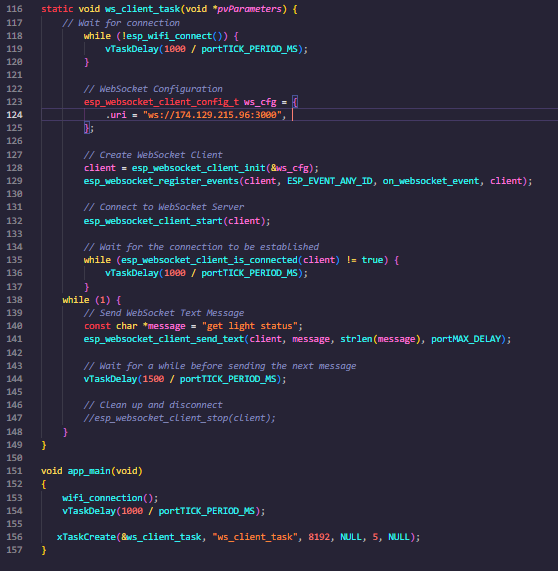 116 static void ws_client_task(void *pvParameters) {
117     // Wait for connection
118         while (!esp_wifi_connect()) {
119             vTaskDelay(1000 / portTICK_PERIOD_MS);
120         }
121
122         // WebSocket Configuration
123         esp_websocket_client_config_t ws_cfg = {
124             .uri = "ws://174.129.215.96:3000",
125         };
126
127         // Create WebSocket Client
128         client = esp_websocket_client_init(&ws_cfg);
129         esp_websocket_register_events(client, ESP_EVENT_ANY_ID, on_websocket_event, client);
130
131         // Connect to WebSocket Server
132         esp_websocket_client_start(client);
133
134         // Wait for the connection to be established
135         while (esp_websocket_client_is_connected(client) != true) {
136             vTaskDelay(1000 / portTICK_PERIOD_MS);
137         }
138     while (1) {
139         // Send WebSocket Text Message
140         const char *message = "get light status";
141         esp_websocket_client_send_text(client, message, strlen(message), portMAX_DELAY);
142
143         // Wait for a while before sending the next message
144         vTaskDelay(1500 / portTICK_PERIOD_MS);
145
146         // Clean up and disconnect
147         //esp_websocket_client_stop(client);
148     }
149 }
150
151 void app_main(void)
152 {
153     wifi_connection();
154     vTaskDelay(1000 / portTICK_PERIOD_MS);
155
156    xTaskCreate(&ws_client_task, "ws_client_task", 8192, NULL, 5, NULL);
157 }